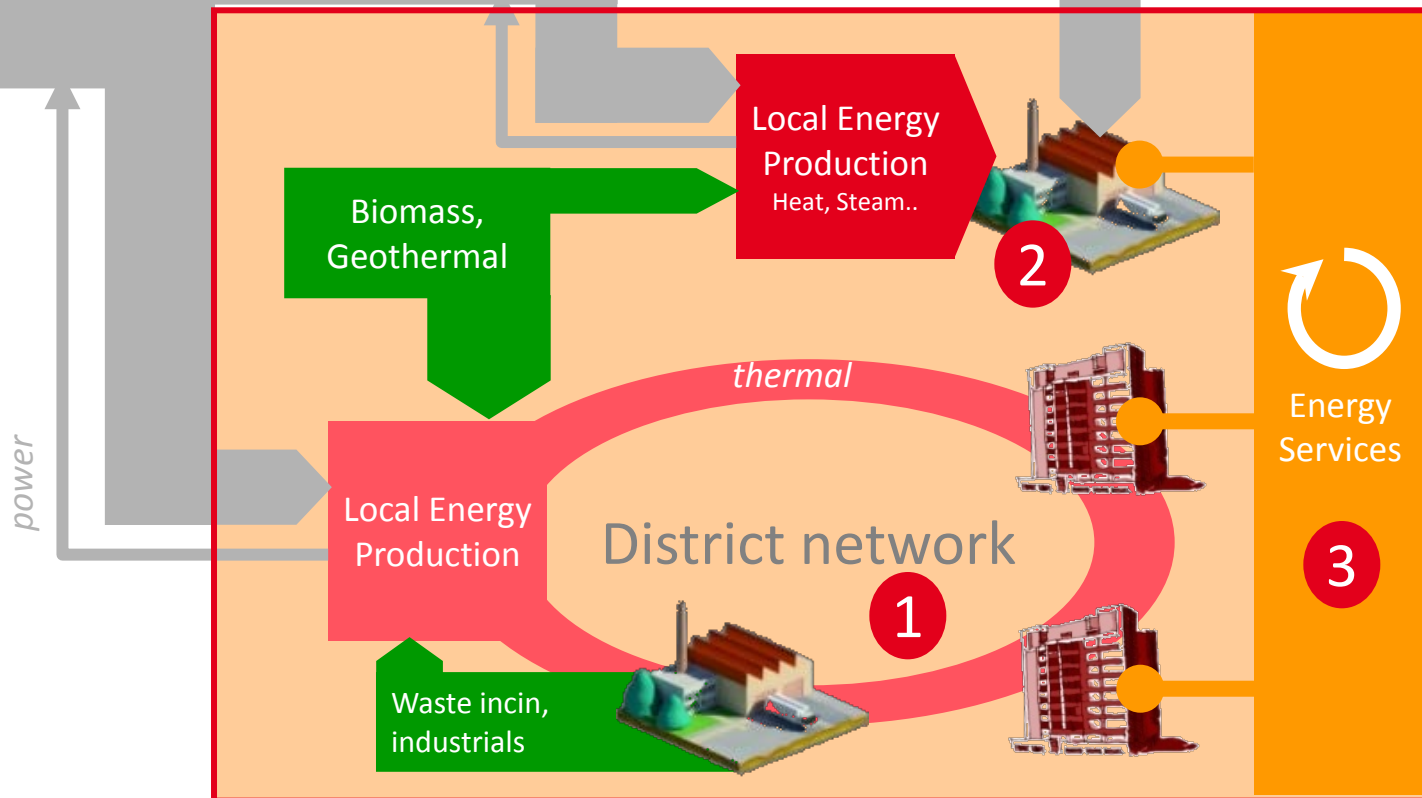 Local Energy
Production
Heat, Steam..
2
Biomass,
Geothermal
thermal
Energy
Services
3
power
Local Energy
Production
District network
1
Waste incin,
industrials